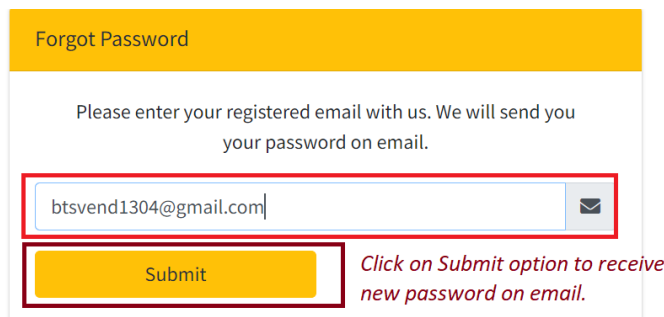 Forgot Password
Please enter your registered email with us. We will send you
your password on email.
btsvend1304@gmail.com
Submit
Click on Submit option to receive
new password on email.